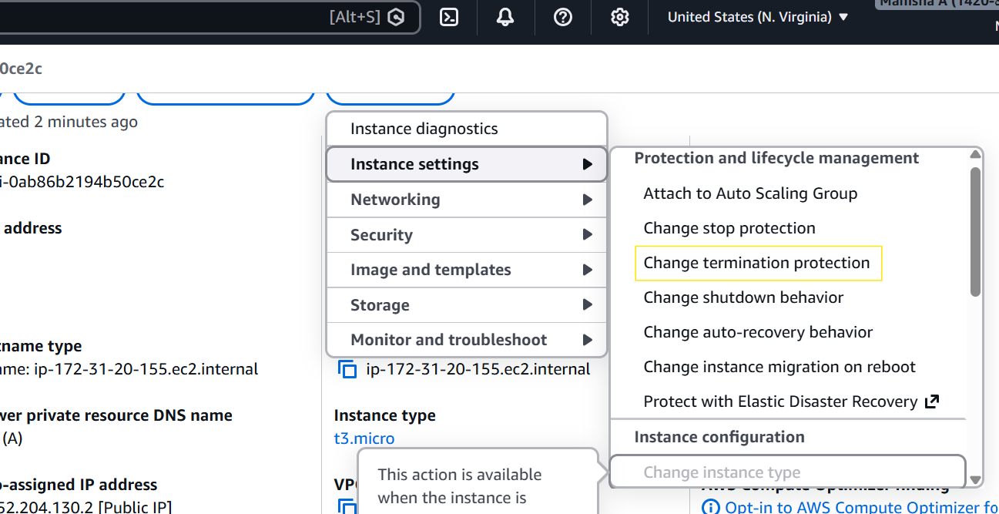 [Alt+S]
United States (N. Virginia)
0ce2c
ated 2 minutes ago
ance ID
i-0ab86b2194b50ce2c
address
tname type
ame: ip-172-31-20-155.ec2.internal
wer private resource DNS name
(A)
o-assigned IP address
52.204.130.2 [Public IP]
Instance diagnostics
Instance settings
Networking
Security
Image and templates
Storage
Monitor and troubleshoot
ip-172-31-20-155.ec2.internal
Instance type
t3.micro
VP
This action is available
when the instance is
Protection and lifecycle management
Attach to Auto Scaling Group
Change stop protection
Change termination protection
Change shutdown behavior
Change auto-recovery behavior
Change instance migration on reboot
Protect with Elastic Disaster Recovery
Instance configuration
Change instance type
AWS Compute Optimizer finding
Opt-in to AWS Compute Optimizer fo